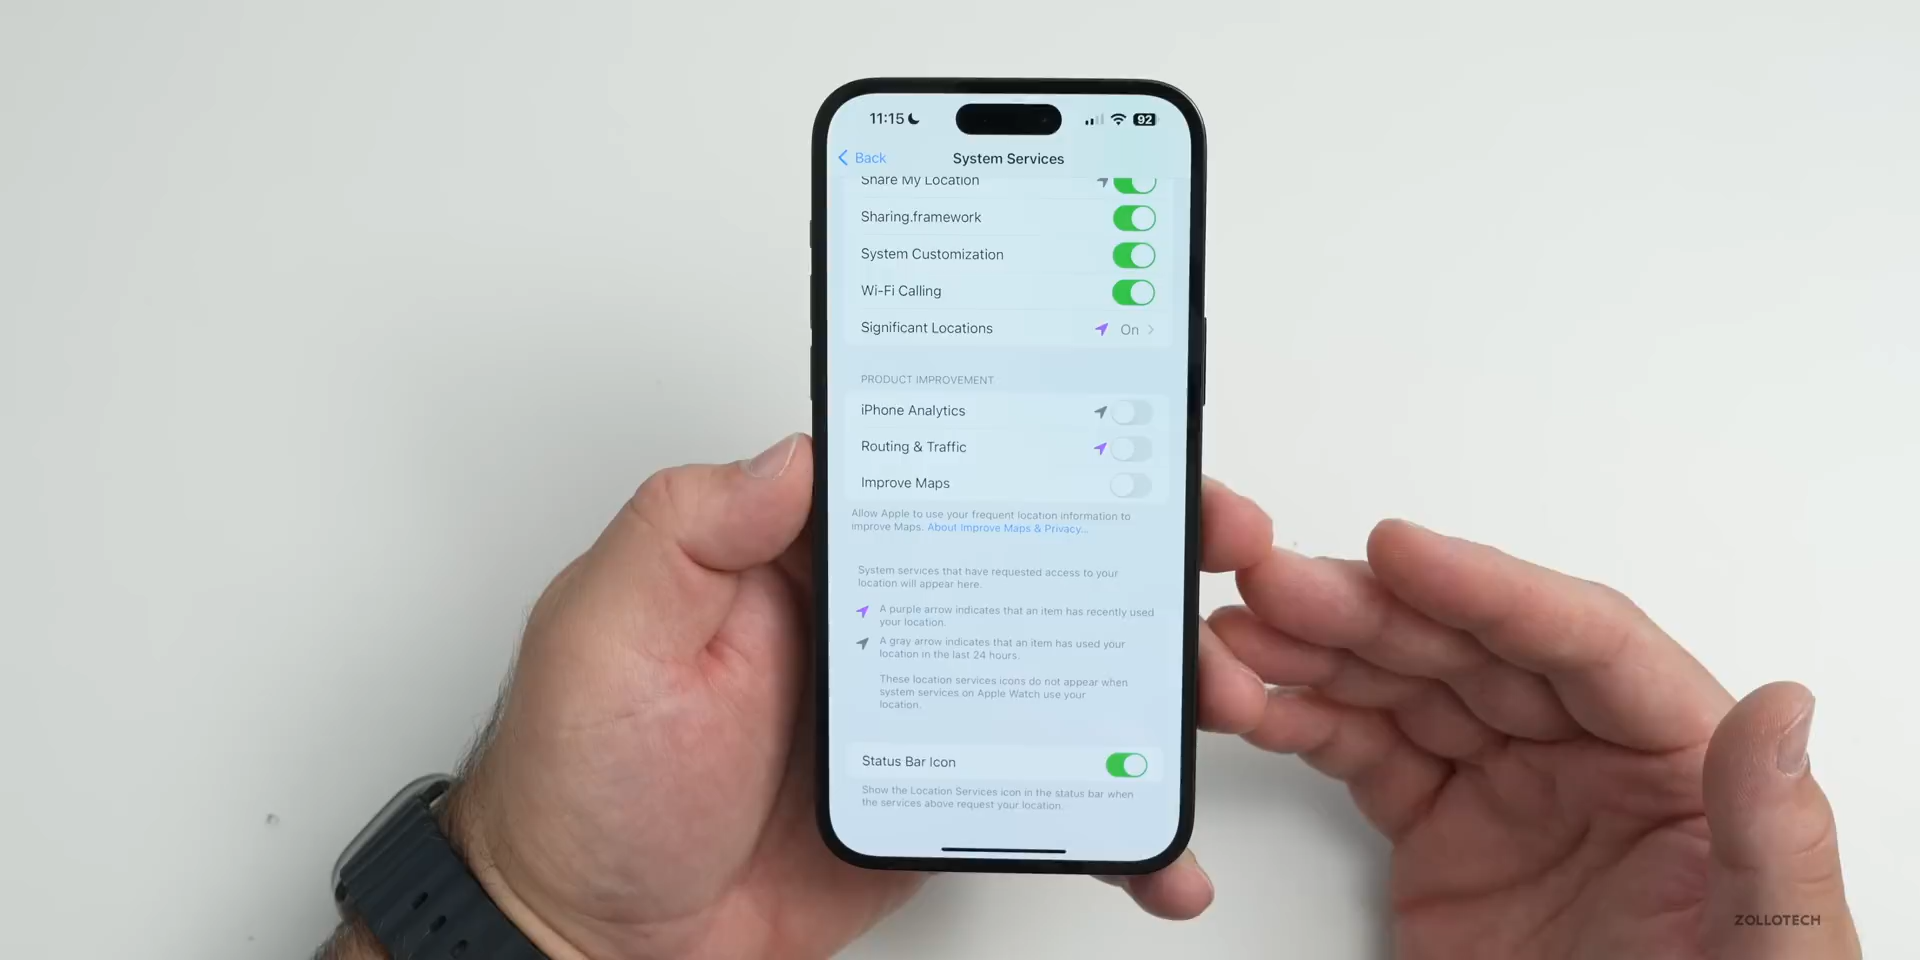 11:15
92
Back
System Services
Share My Location
Sharing.framework
System Customization
Wi-Fi Calling
Significant Locations On
PRODUCT IMPROVEMENT
iPhone Analytics
Routing & Traffic
Improve Maps
Allow Apple to use your frequent location information to
improve Maps. About Improve Maps & Privacy...
System services that have requested access to your
location will appear here.
A purple arrow indicates that an item has recently used
your location.
A gray arrow indicates that an item has used your
location in the last 24 hours.
These location services icons do not appear when
system services on Apple Watch use your
location.
Status Bar Icon
Show the Location Services icon in the status bar when
the services above request your location.
ZOLLOTECH